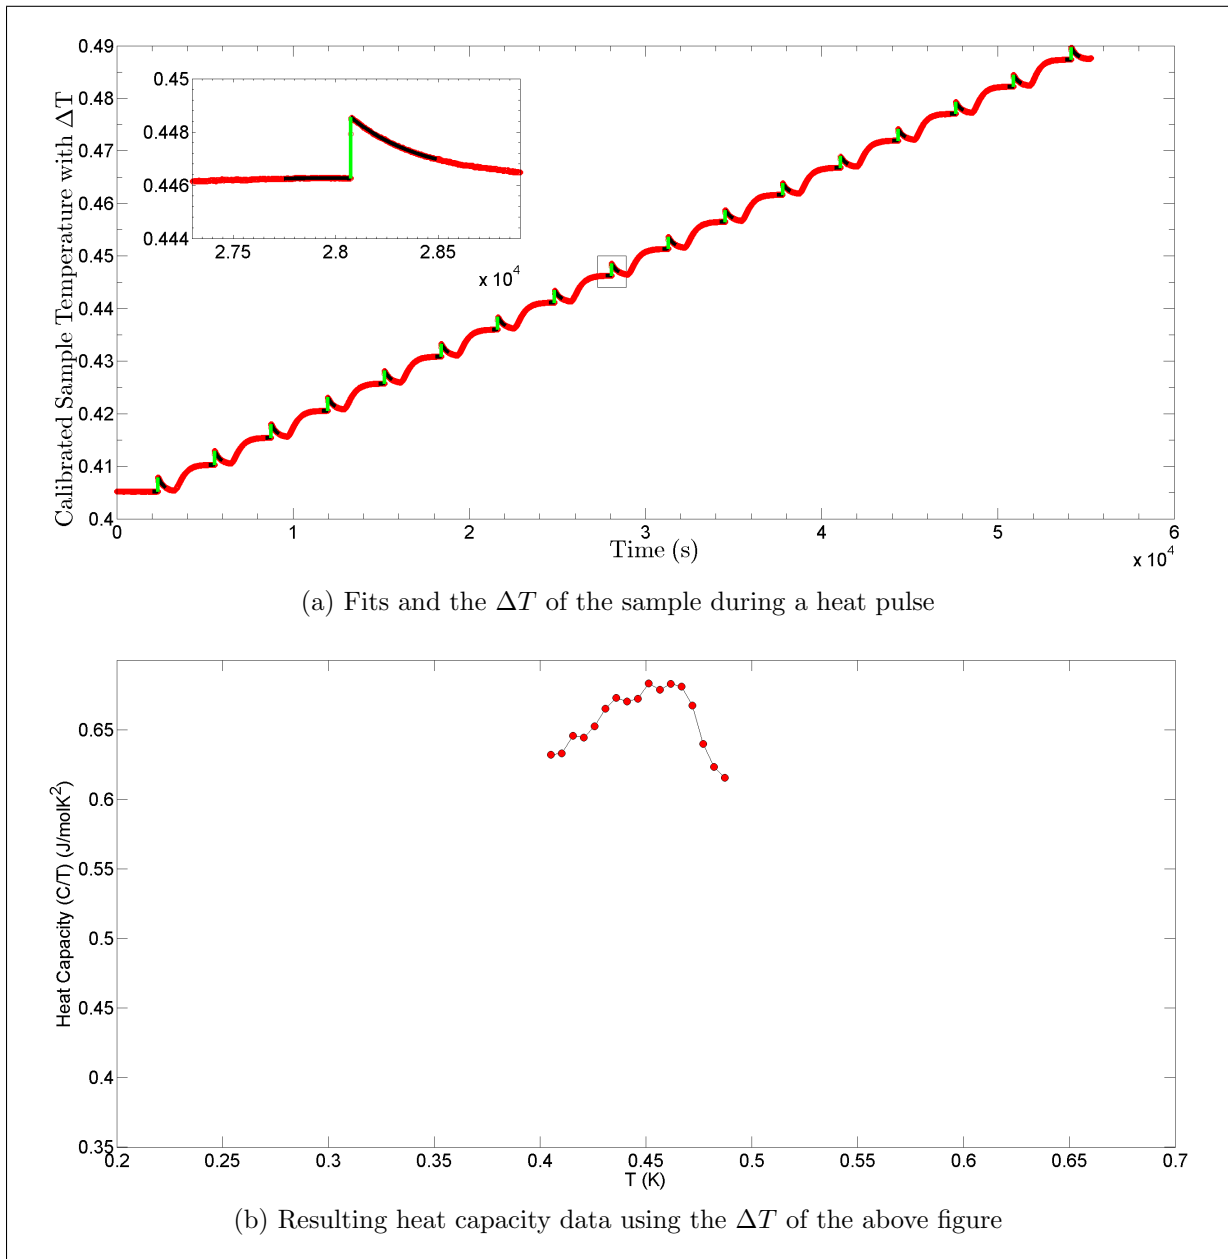 0.49
0.48
0.47
0.46
0.45
0.44
0.43
0.42
0.41
0.4
Calibrated Sample Temperature with ΔT
0.45
0.448
0.446
0.444
2.75 2.8 2.85
x 10^4
0 1 2 3 4 5 6
Time (s)
x 10^4
(a) Fits and the ΔT of the sample during a heat pulse
0.65
0.6
0.55
0.5
0.45
0.4
0.35
Heat Capacity (C/T) (J/molK^2)
0.2 0.25 0.3 0.35 0.4 0.45 0.5 0.55 0.6 0.65 0.7
T (K)
(b) Resulting heat capacity data using the ΔT of the above figure